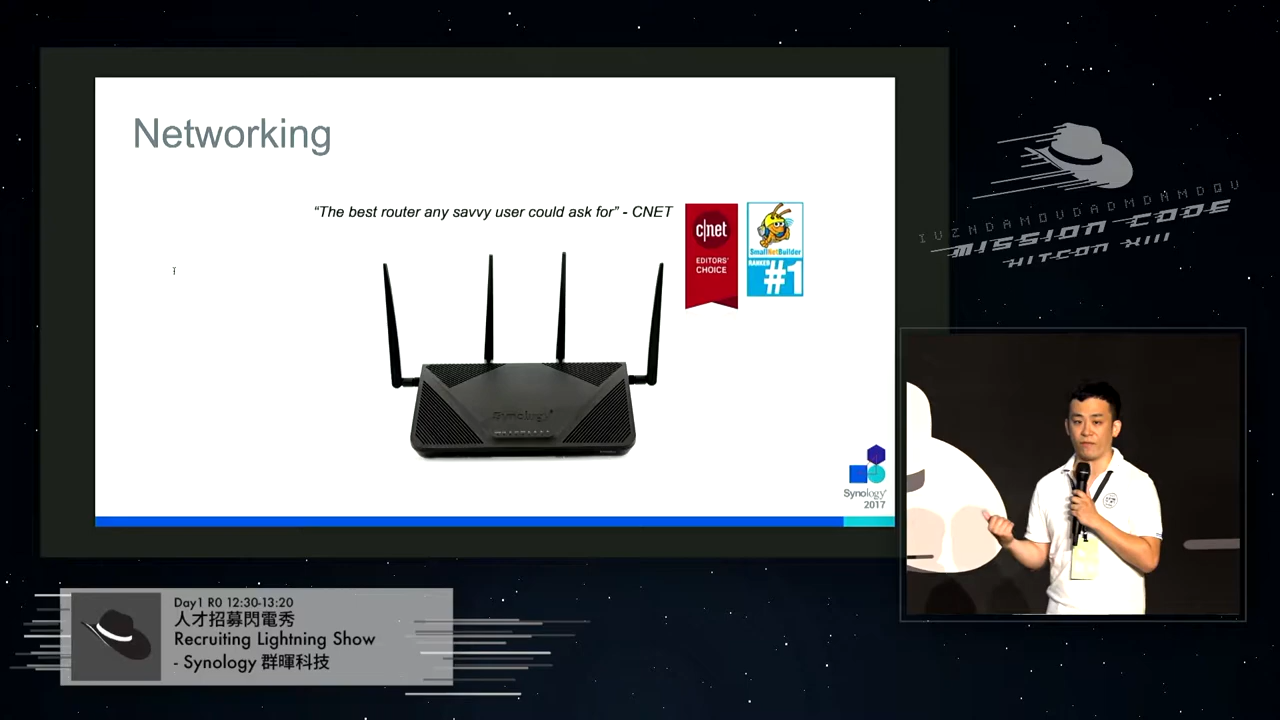 Networking
“The best router any savvy user could ask for” - CNET
c|net
EDITORS'
CHOICE
SmallNetBuilder
RANKED
#1
Synology
Synology
2017
MISSION CODE
HITCON XIII
Day1 R0 12:30-13:20
人才招募閃電秀
Recruiting Lightning Show
- Synology 群暉科技